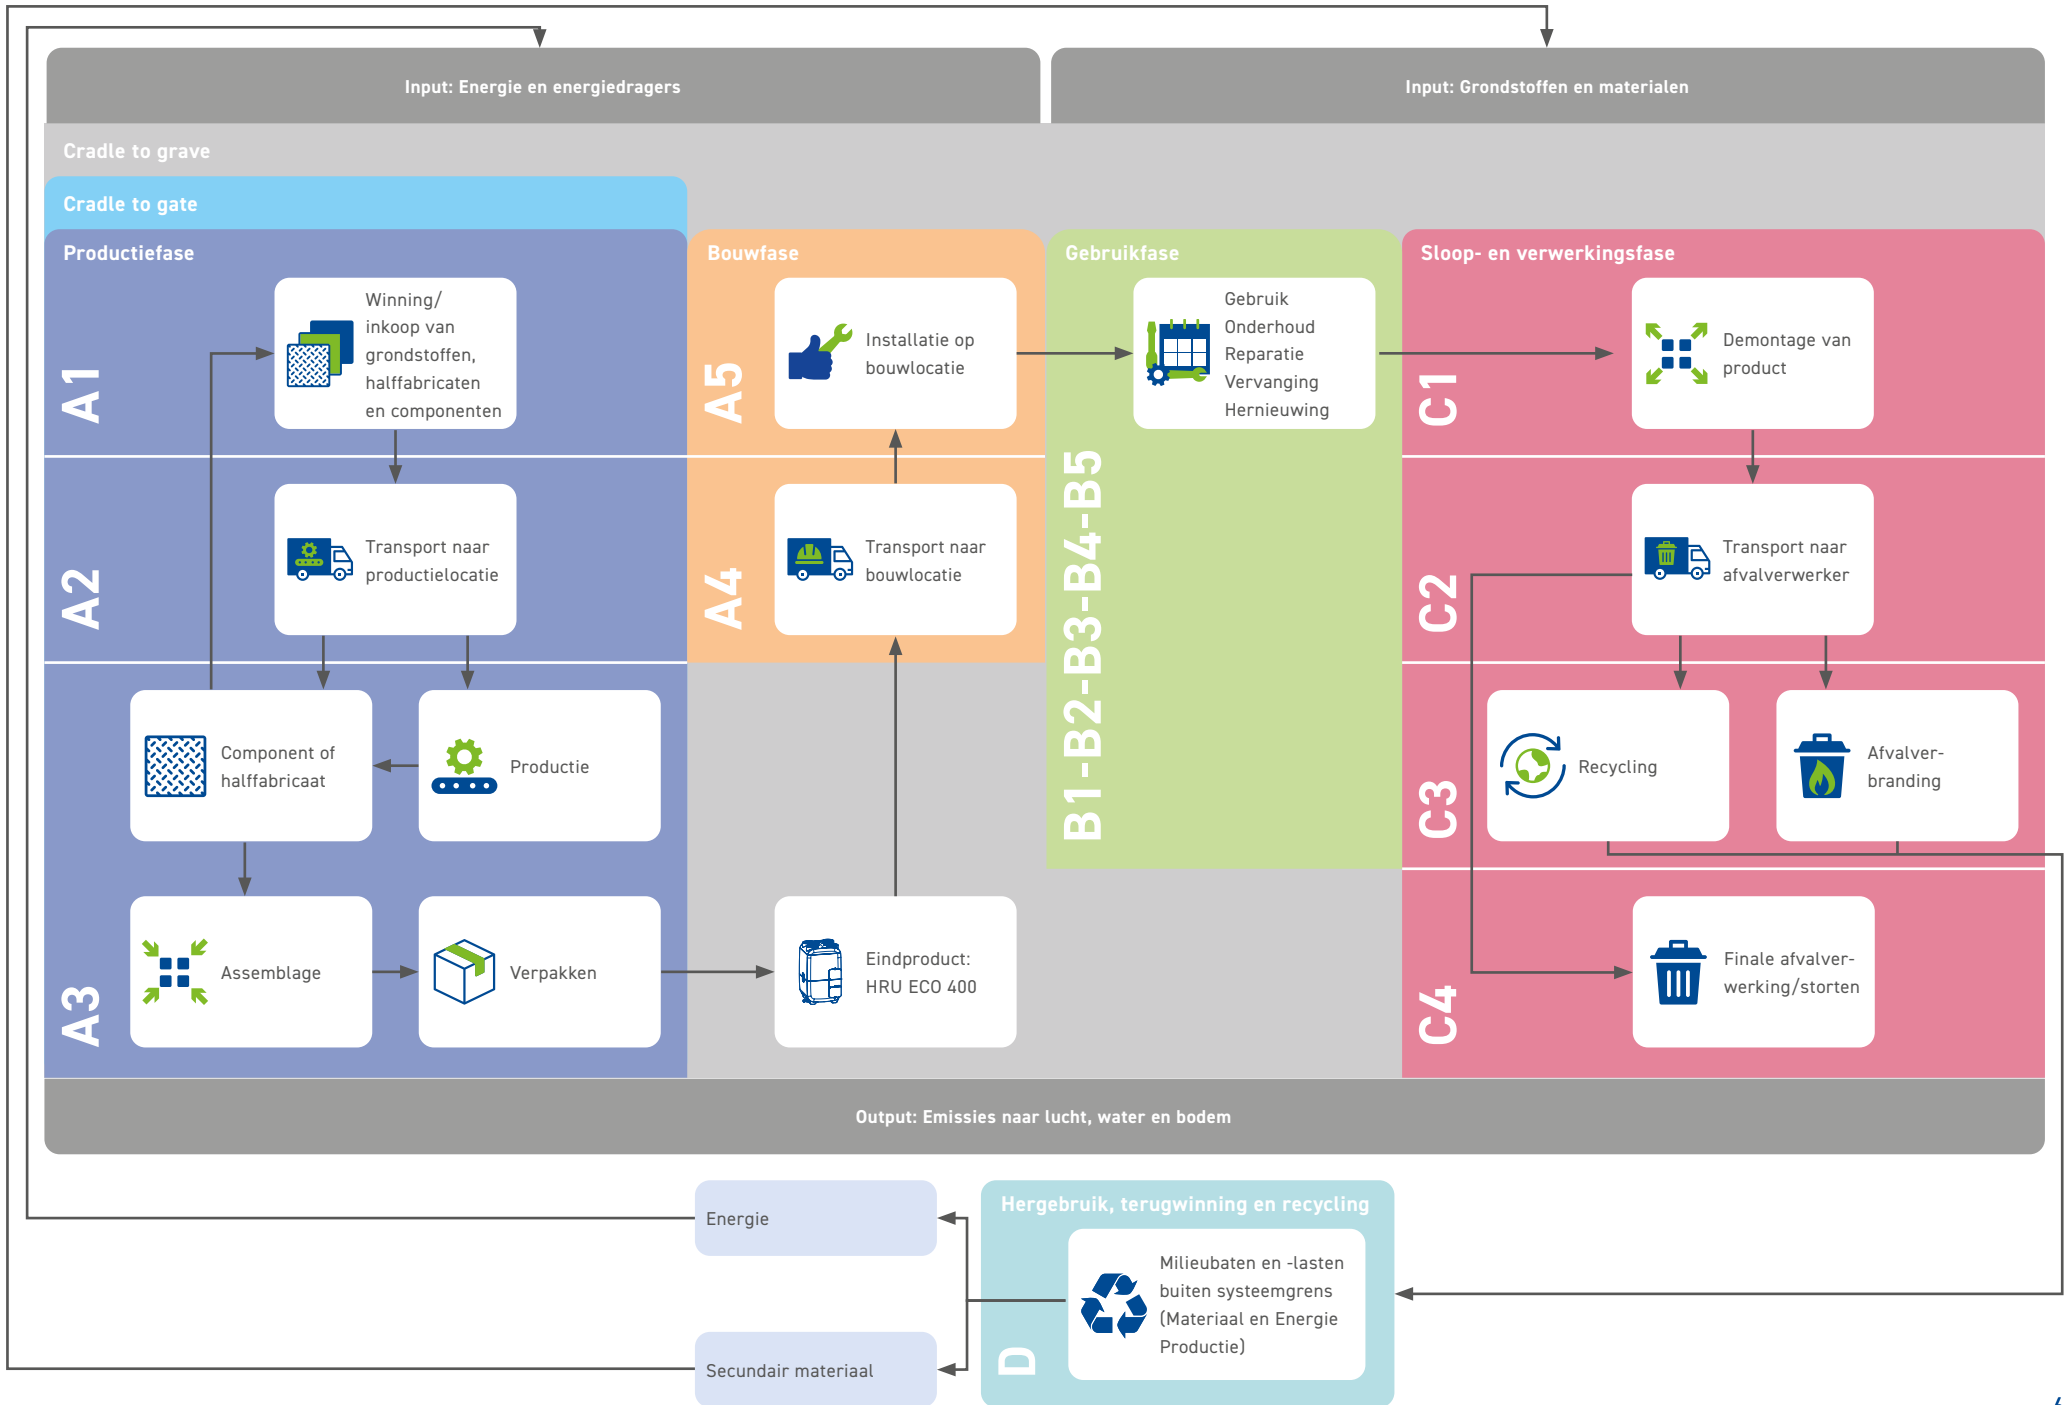 Input: Energie en energiedragers
Input: Grondstoffen en materialen
Cradle to grave
Cradle to gate
Productiefase
A1
Winning/
inkoop van
grondstoffen,
halffabricaten
en componenten
A2
Transport naar
productielocatie
A3
Component of
halffabricaat
Productie
Assemblage
Verpakken
Bouwfase
A5
Installatie op
bouwlocatie
A4
Transport naar
bouwlocatie
Eindproduct:
HRU ECO 400
Gebruikfase
B1-B2-B3-B4-B5
Gebruik
Onderhoud
Reparatie
Vervanging
Hernieuwing
Sloop- en verwerkingsfase
C1
Demontage van
product
C2
Transport naar
afvalverwerker
C3
Recycling
Afvalver-
branding
C4
Finale afvalver-
werking/storten
Output: Emissies naar lucht, water en bodem
Energie
Secundair materiaal
Hergebruik, terugwinning en recycling
D
Milieubaten en -lasten
buiten systeemgrens
(Materiaal en Energie
Productie)